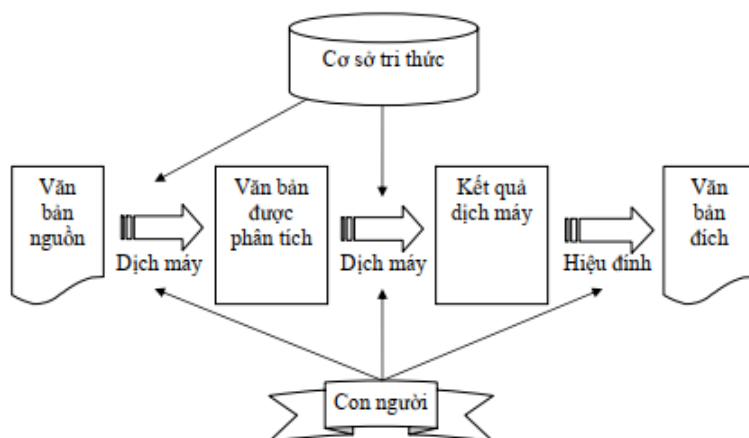 Cơ sở tri thức
Văn
bản
nguồn
Dịch máy
Văn bản
được
phân tích
Dịch máy
Kết quả
dịch máy
Hiệu đính
Văn
bản
đích
Con người